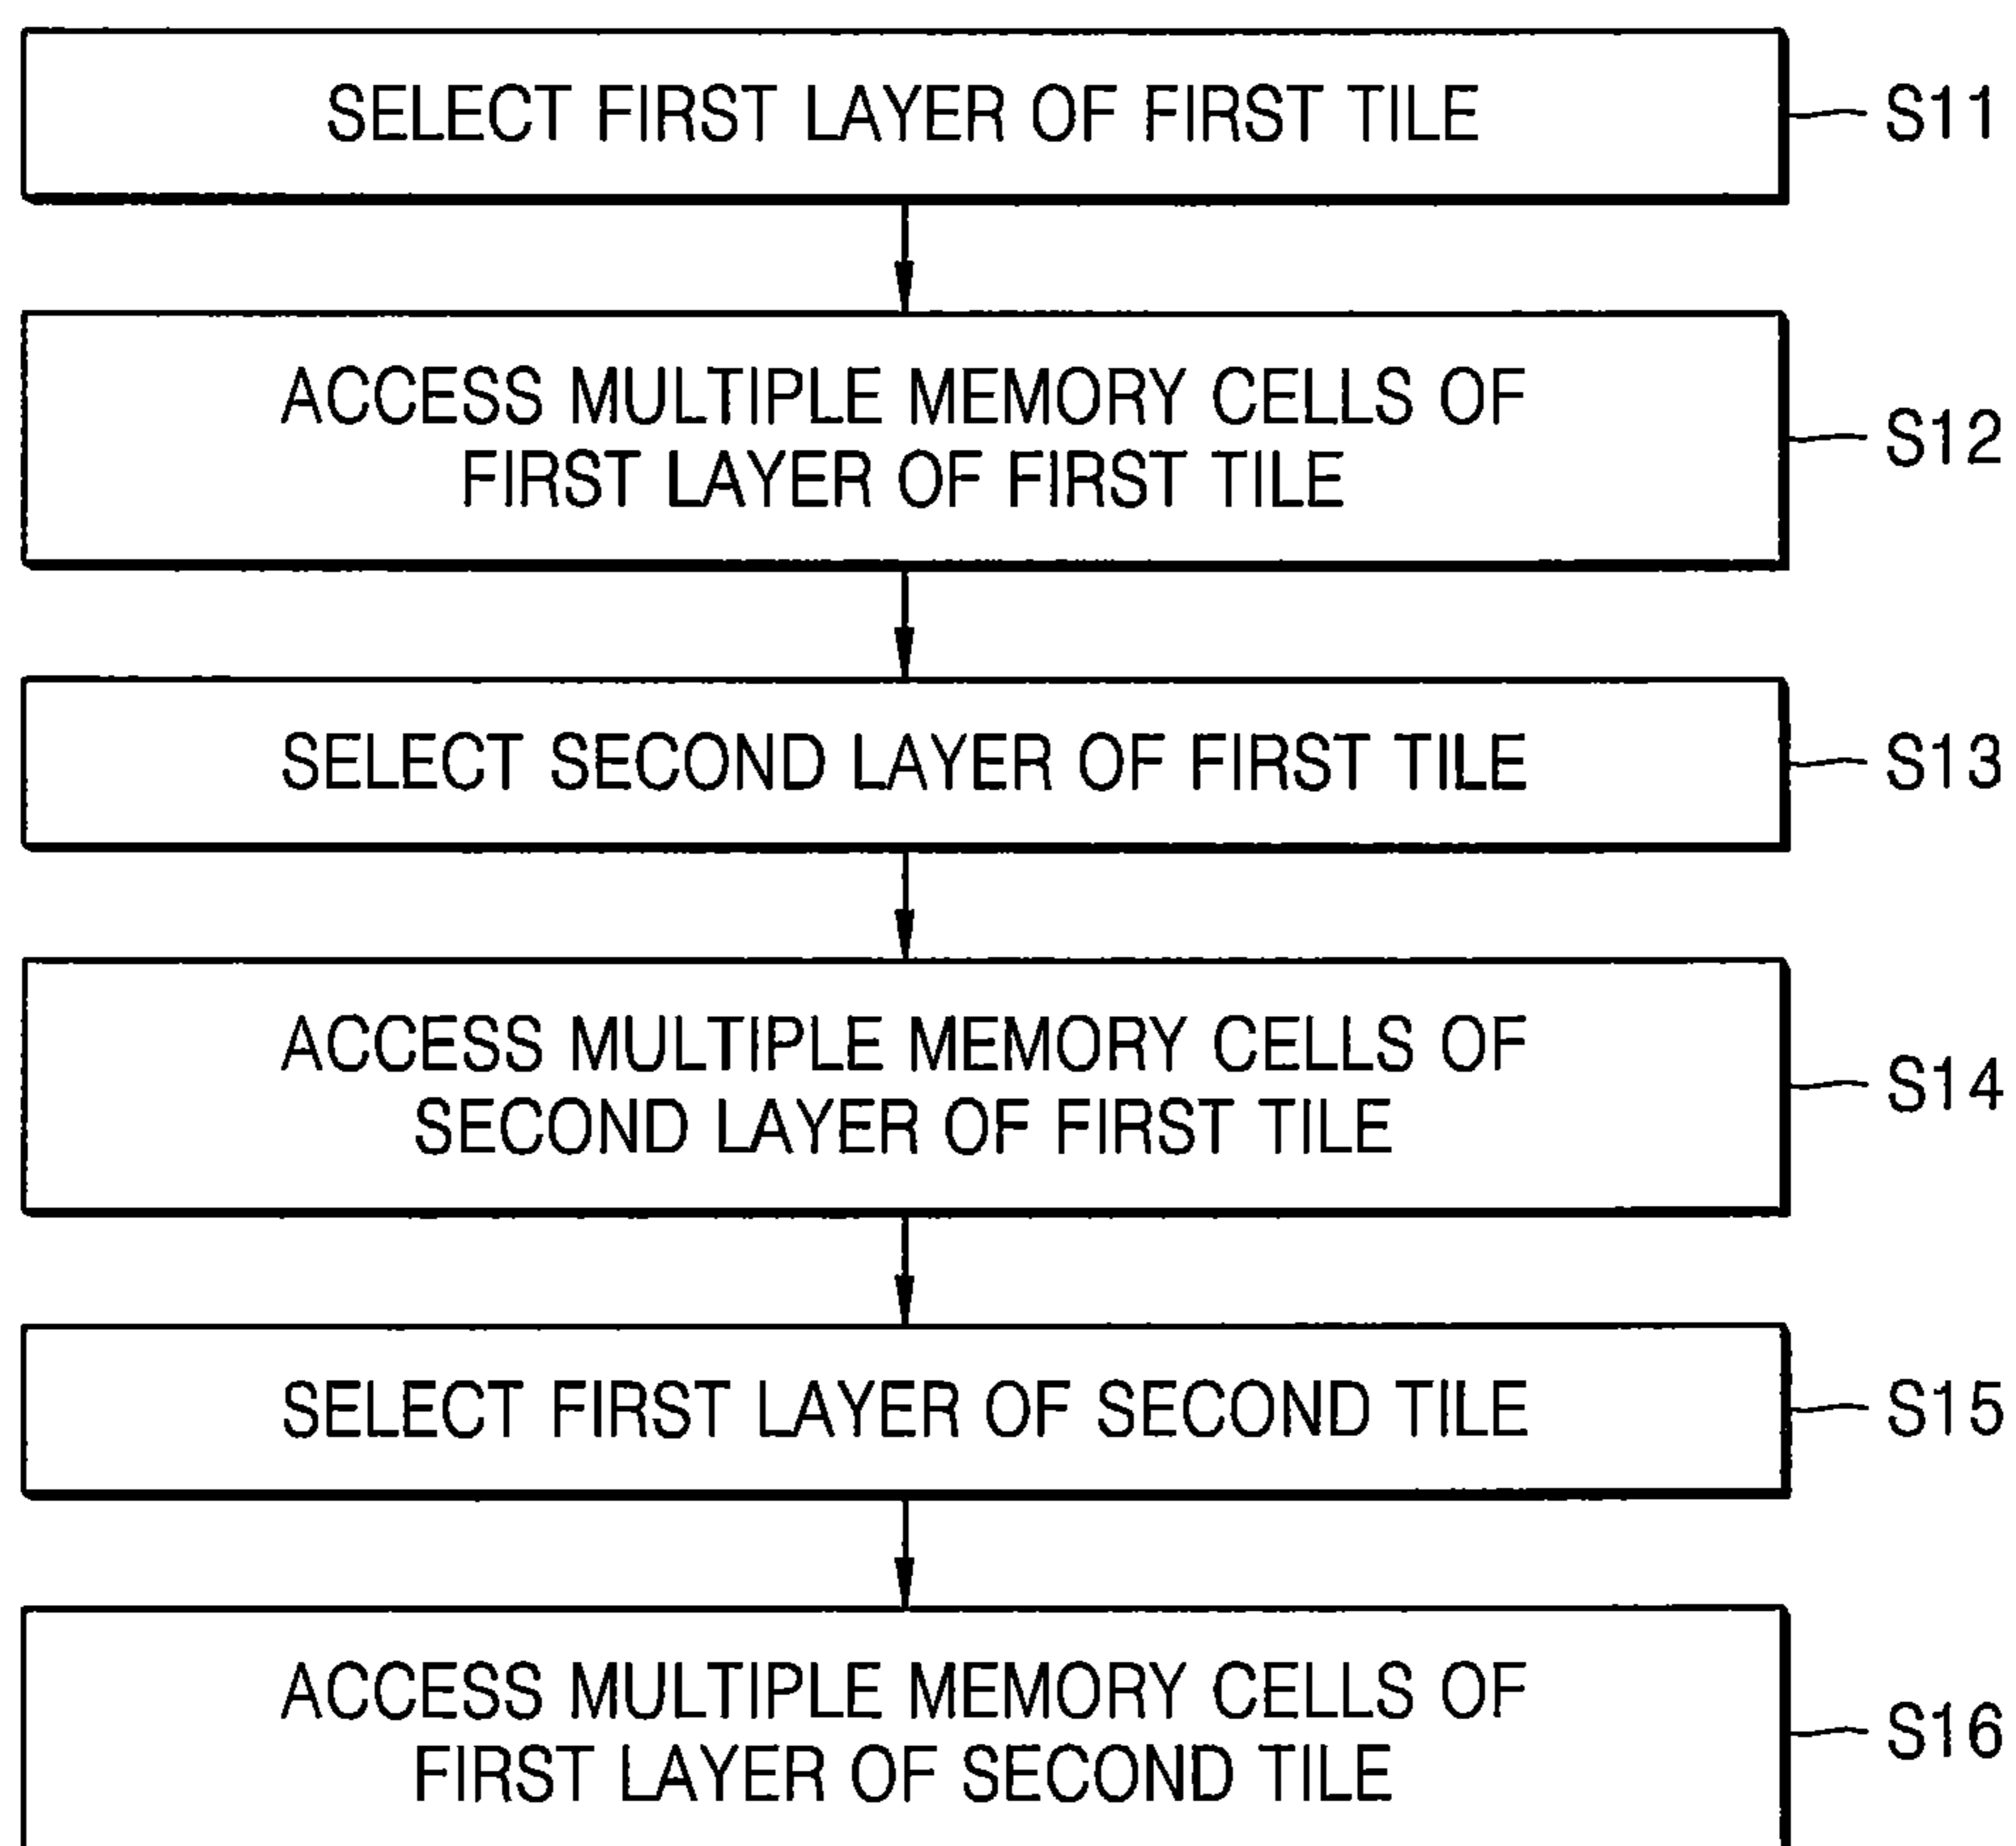 SELECT FIRST LAYER OF FIRST TILE
S11
ACCESS MULTIPLE MEMORY CELLS OF
FIRST LAYER OF FIRST TILE
S12
SELECT SECOND LAYER OF FIRST TILE
S13
ACCESS MULTIPLE MEMORY CELLS OF
SECOND LAYER OF FIRST TILE
S14
SELECT FIRST LAYER OF SECOND TILE
S15
ACCESS MULTIPLE MEMORY CELLS OF
FIRST LAYER OF SECOND TILE
S16